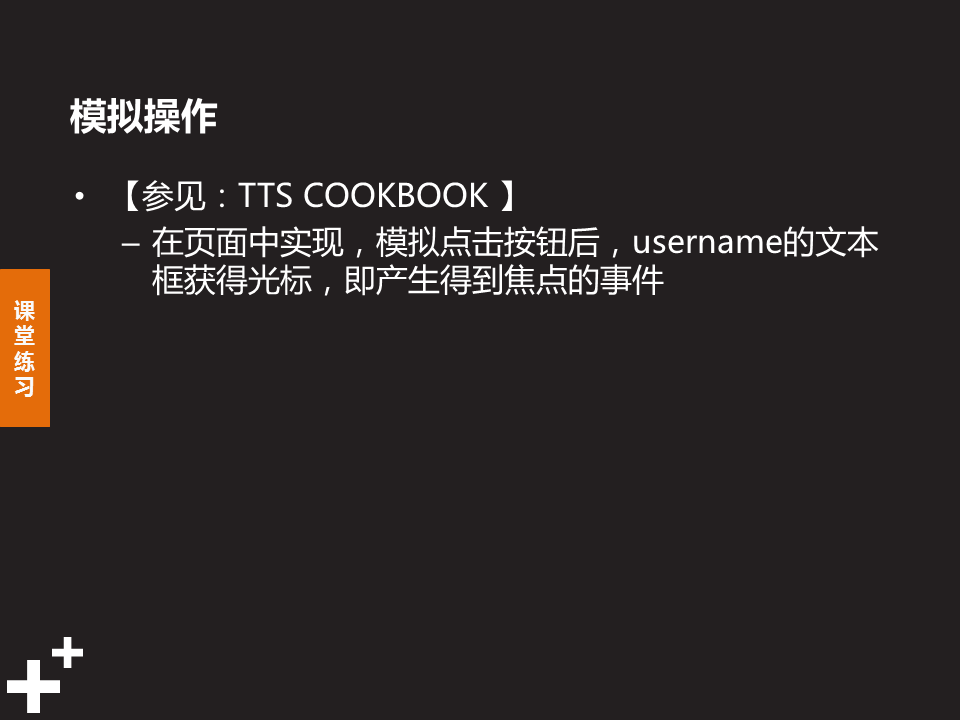 模拟操作
• 【参见：TTS COOKBOOK 】
– 在页面中实现，模拟点击按钮后，username的文本
框获得光标，即产生得到焦点的事件
课
堂
练
习